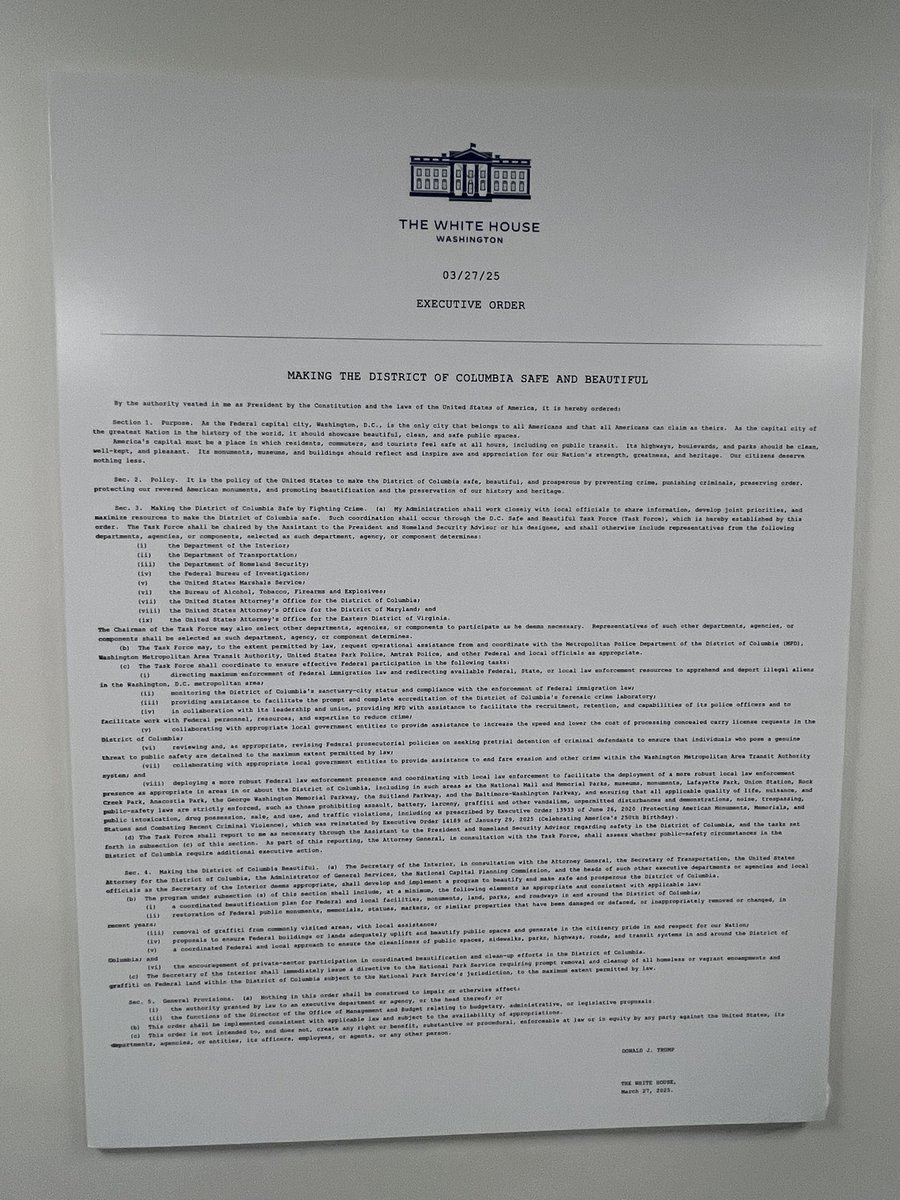 THE WHITE HOUSE
WASHINGTON
03/27/25
EXECUTIVE ORDER
MAKING THE DISTRICT OF COLUMBIA SAFE AND BEAUTIFUL
By the authority vested in me as President by the Constitution and the laws of the United States of America, it is hereby ordered:
Section 1. Purpose. As the Federal capital city, Washington, D.C., is the only city that belongs to all Americans and that all Americans can claim as theirs. As the capital city of
the greatest Nation in the history of the world, it should showcase beautiful, clean, and safe public spaces.
America's capital must be a place in which residents, commuters, and tourists feel safe at all hours, including on public transit. Its highways, boulevards, and parks should be clean,
well-kept, and pleasant. Its monuments, museums, and buildings should reflect and inspire awe and appreciation for our Nation's strength, greatness, and heritage. Our citizens deserve
nothing less.
Sec. 2. Policy. It is the policy of the United States to make the District of Columbia safe, beautiful, and prosperous by preventing crime, punishing criminals, preserving order,
protecting our revered American monuments, and promoting beautification and the preservation of our history and heritage.
Sec. 3. Making the District of Columbia Safe by Fighting Crime. (a) My Administration shall work closely with local officials to share information, develop joint priorities, and
maximize resources to make the District of Columbia safe. Such coordination shall occur through the D.C. Safe and Beautiful Task Force (Task Force), which is hereby established by this
order. The Task Force shall be chaired by the Assistant to the President and Homeland Security Advisor or his designee, and shall otherwise include representatives from the following
departments, agencies, or components, selected as such department, agency, or component determines:
(i) the Department of the Interior;
(ii) the Department of Transportation;
(iii) the Department of Homeland Security;
(iv) the Federal Bureau of Investigation;
(v) the United States Marshals Service;
(vi) the Bureau of Alcohol, Tobacco, Firearms and Explosives;
(vii) the United States Attorney's Office for the District of Columbia;
(viii) the United States Attorney's Office for the District of Maryland; and
(ix) the United States Attorney's Office for the Eastern District of Virginia.
The Chairman of the Task Force may also select other departments, agencies, or components to participate as he deems necessary. Representatives of such other departments, agencies, or
components shall be selected as such department, agency, or component determines.
(b) The Task Force may, to the extent permitted by law, request operational assistance from and coordinate with the Metropolitan Police Department of the District of Columbia (MPD),
Washington Metropolitan Area Transit Authority, United States Park Police, Amtrak Police, and other Federal and local officials as appropriate.
(c) The Task Force shall coordinate to ensure effective Federal participation in the following tasks:
(i) directing maximum enforcement of Federal immigration law and redirecting available Federal, State, or local law enforcement resources to apprehend and deport illegal aliens
in the Washington, D.C. metropolitan area;
(ii) monitoring the District of Columbia's sanctuary-city status and compliance with the enforcement of Federal immigration law;
(iii) providing assistance to facilitate the prompt and complete accreditation of the District of Columbia's forensic crime laboratory;
(iv) in collaboration with its leadership and union, providing MPD with assistance to facilitate the recruitment, retention, and capabilities of its police officers and to
facilitate work with Federal personnel, resources, and expertise to reduce crime;
(v) collaborating with appropriate local government entities to provide assistance to increase the speed and lower the cost of processing concealed carry license requests in the
District of Columbia;
(vi) reviewing and, as appropriate, revising Federal prosecutorial policies on seeking pretrial detention of criminal defendants to ensure that individuals who pose a genuine
threat to public safety are detained to the maximum extent permitted by law;
(vii) collaborating with appropriate local government entities to provide assistance to end fare evasion and other crime within the Washington Metropolitan Area Transit Authority
system; and
(viii) deploying a more robust Federal law enforcement presence and coordinating with local law enforcement to facilitate the deployment of a more robust local law enforcement
presence as appropriate in areas in or about the District of Columbia, including in such areas as the National Mall and Memorial Parks, museums, monuments, Lafayette Park, Union Station, Rock
Creek Park, Anacostia Park, the George Washington Memorial Parkway, the Suitland Parkway, and the Baltimore-Washington Parkway, and ensuring that all applicable quality of life, nuisance, and
public-safety laws are strictly enforced, such as those prohibiting assault, battery, larceny, graffiti and other vandalism, unpermitted disturbances and demonstrations, noise, trespassing,
public intoxication, drug possession, sale, and use, and traffic violations, including as prescribed by Executive Order 13933 of June 26, 2020 (Protecting American Monuments, Memorials, and
Statues and Combating Recent Criminal Violence), which was reinstated by Executive Order 14189 of January 29, 2025 (Celebrating America's 250th Birthday).
(d) The Task Force shall report to me as necessary through the Assistant to the President and Homeland Security Advisor regarding safety in the District of Columbia, and the tasks set
forth in subsection (c) of this section. As part of this reporting, the Attorney General, in consultation with the Task Force, shall assess whether public-safety circumstances in the
District of Columbia require additional executive action.
Sec. 4. Making the District of Columbia Beautiful. (a) The Secretary of the Interior, in consultation with the Attorney General, the Secretary of Transportation, the United States
Attorney for the District of Columbia, the Administrator of General Services, the National Capital Planning Commission, and the heads of such other executive departments or agencies and local
officials as the Secretary of the Interior deems appropriate, shall develop and implement a program to beautify and make safe and prosperous the District of Columbia.
(b) The program under subsection (a) of this section shall include, at a minimum, the following elements as appropriate and consistent with applicable law:
(i) a coordinated beautification plan for Federal and local facilities, monuments, land, parks, and roadways in and around the District of Columbia;
(ii) restoration of Federal public monuments, memorials, statues, markers, or similar properties that have been damaged or defaced, or inappropriately removed or changed, in
recent years;
(iii) removal of graffiti from commonly visited areas, with local assistance;
(iv) proposals to ensure Federal buildings or lands adequately uplift and beautify public spaces and generate in the citizenry pride in and respect for our Nation;
(v) a coordinated Federal and local approach to ensure the cleanliness of public spaces, sidewalks, parks, highways, roads, and transit systems in and around the District of
Columbia; and
(vi) the encouragement of private-sector participation in coordinated beautification and clean-up efforts in the District of Columbia.
(c) The Secretary of the Interior shall immediately issue a directive to the National Park Service requiring prompt removal and cleanup of all homeless or vagrant encampments and
graffiti on Federal land within the District of Columbia subject to the National Park Service's jurisdiction, to the maximum extent permitted by law.
Sec. 5. General Provisions. (a) Nothing in this order shall be construed to impair or otherwise affect:
(i) the authority granted by law to an executive department or agency, or the head thereof; or
(ii) the functions of the Director of the Office of Management and Budget relating to budgetary, administrative, or legislative proposals.
(b) This order shall be implemented consistent with applicable law and subject to the availability of appropriations.
(c) This order is not intended to, and does not, create any right or benefit, substantive or procedural, enforceable at law or in equity by any party against the United States, its
departments, agencies, or entities, its officers, employees, or agents, or any other person.
DONALD J. TRUMP
THE WHITE HOUSE,
March 27, 2025.